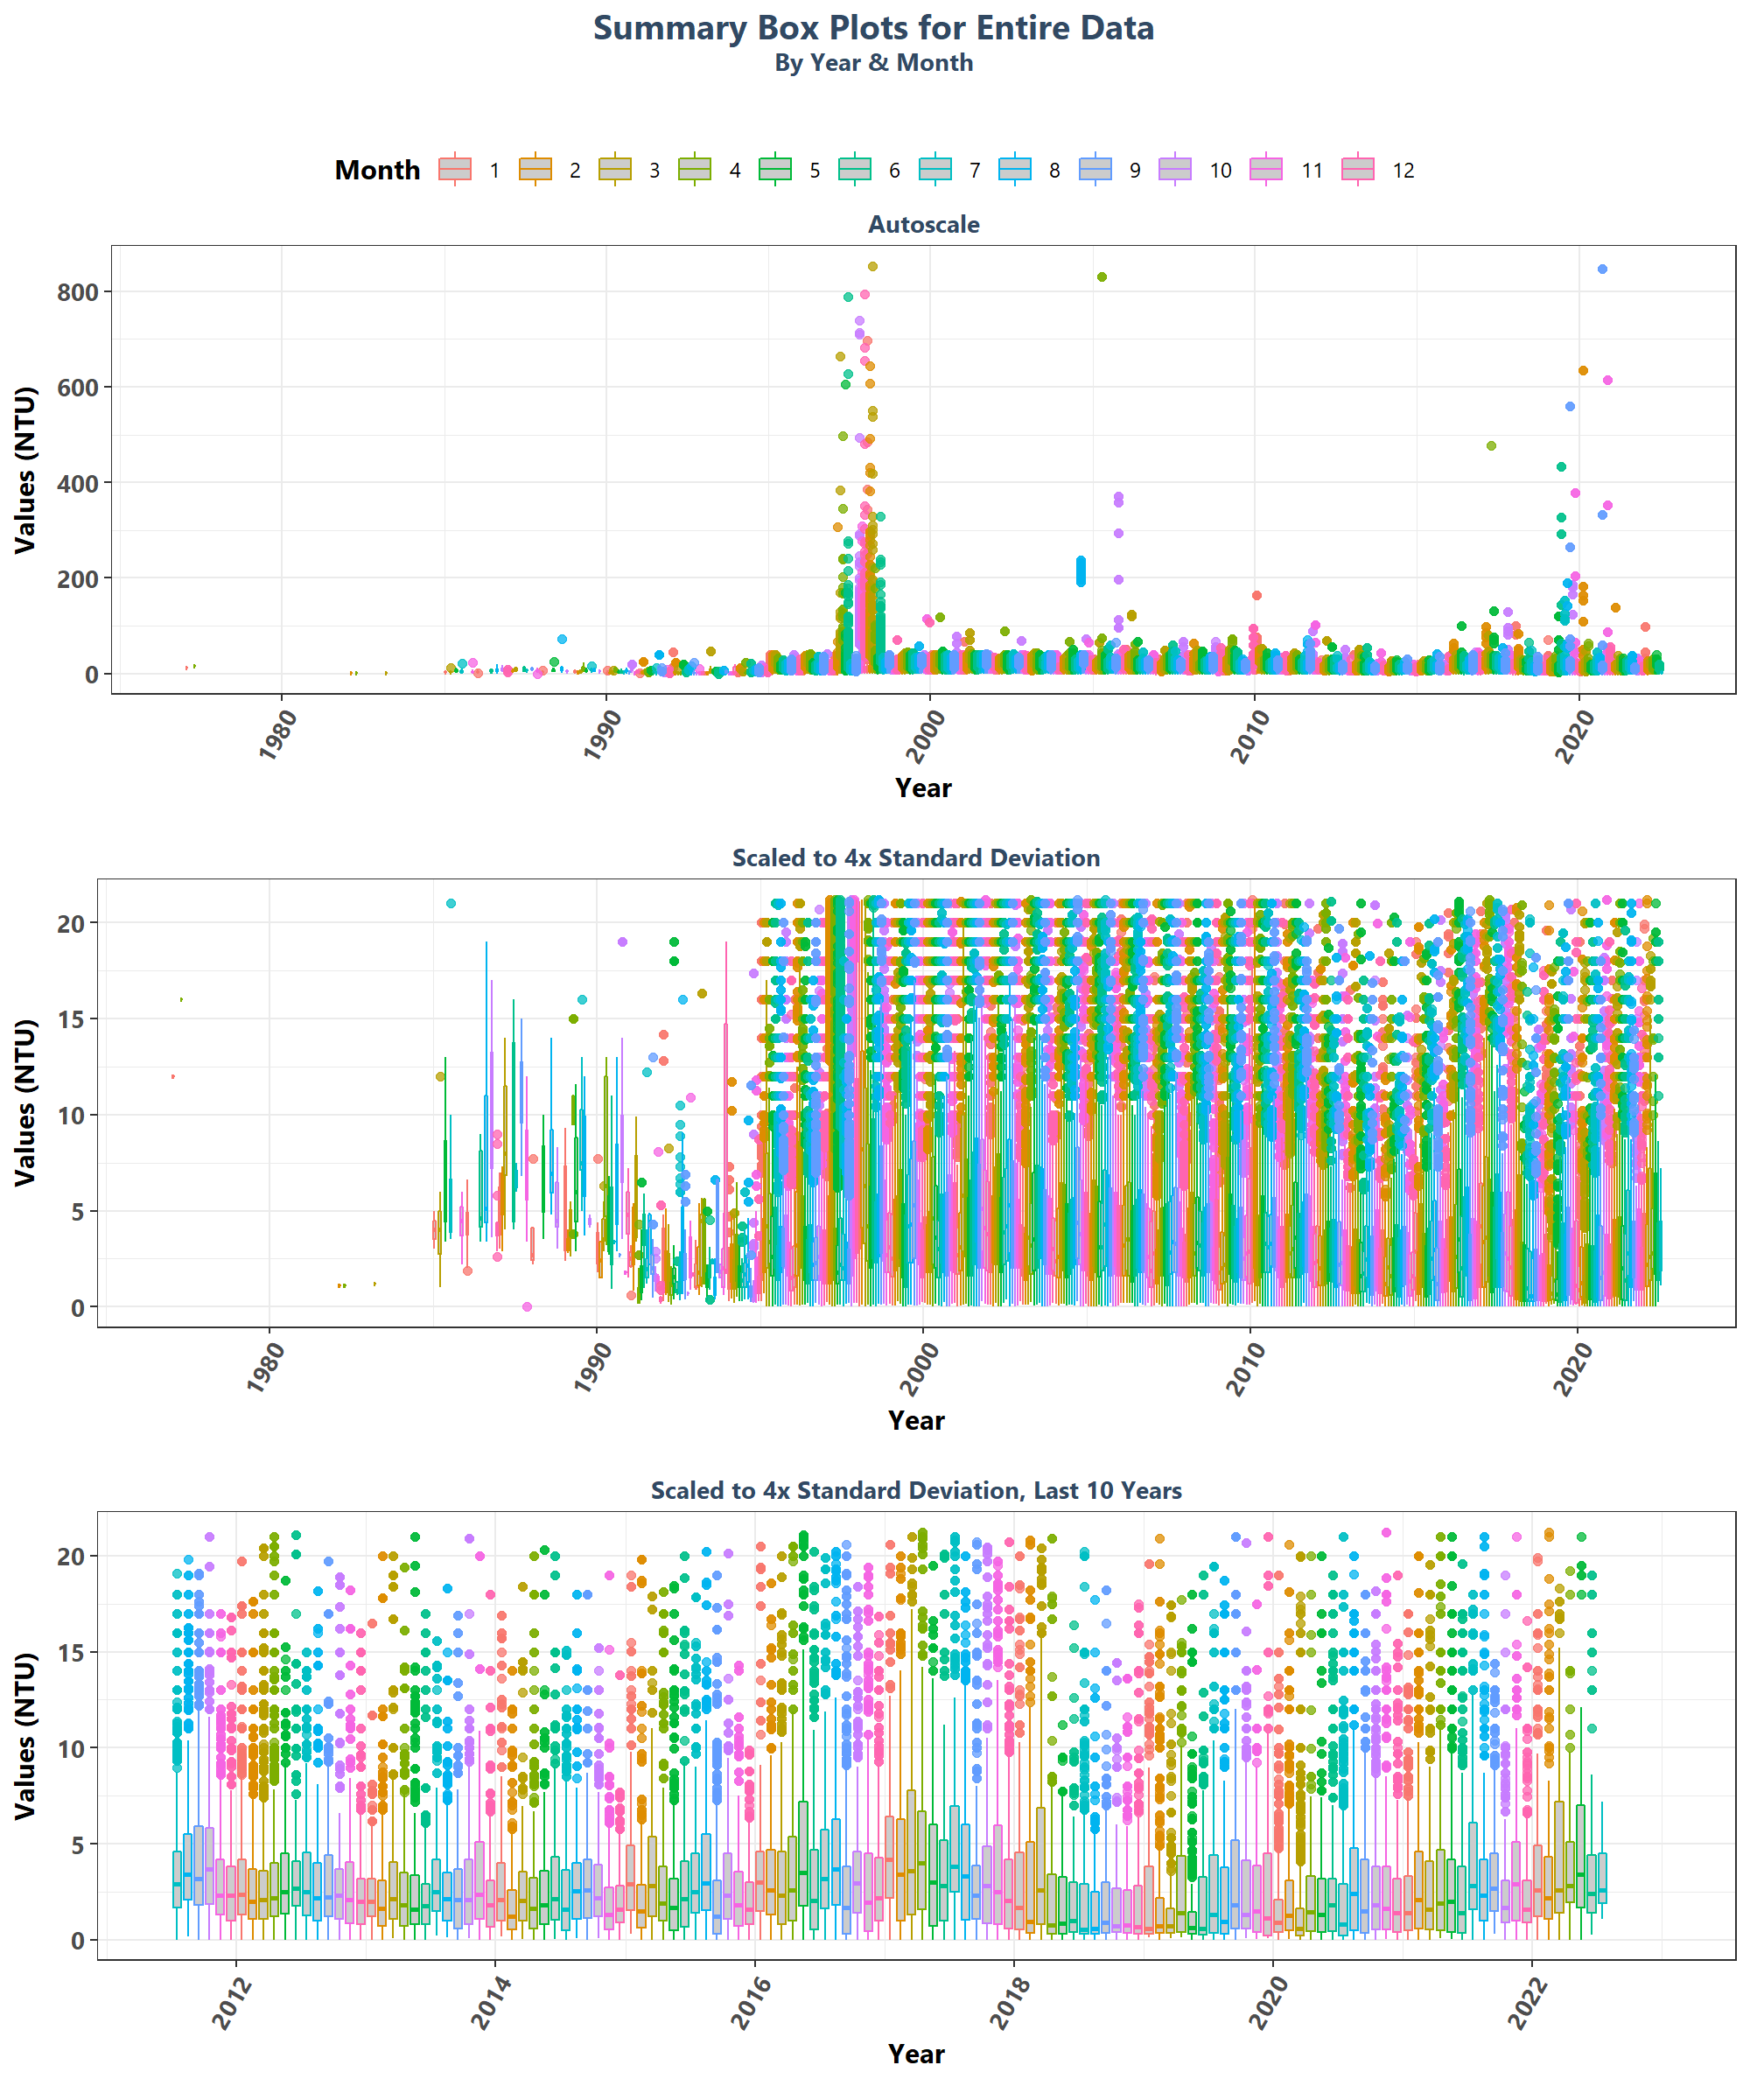 Summary Box Plots for Entire Data
By Year & Month
Month 1 2 3 4 5 6 7 8 9 10 11 12
Autoscale
Values (NTU)
800
600
400
200
0
1980 1990 2000 2010 2020
Year
Scaled to 4x Standard Deviation
Values (NTU)
20
15
10
5
0
1980 1990 2000 2010 2020
Year
Scaled to 4x Standard Deviation, Last 10 Years
Values (NTU)
20
15
10
5
0
2012 2014 2016 2018 2020 2022
Year